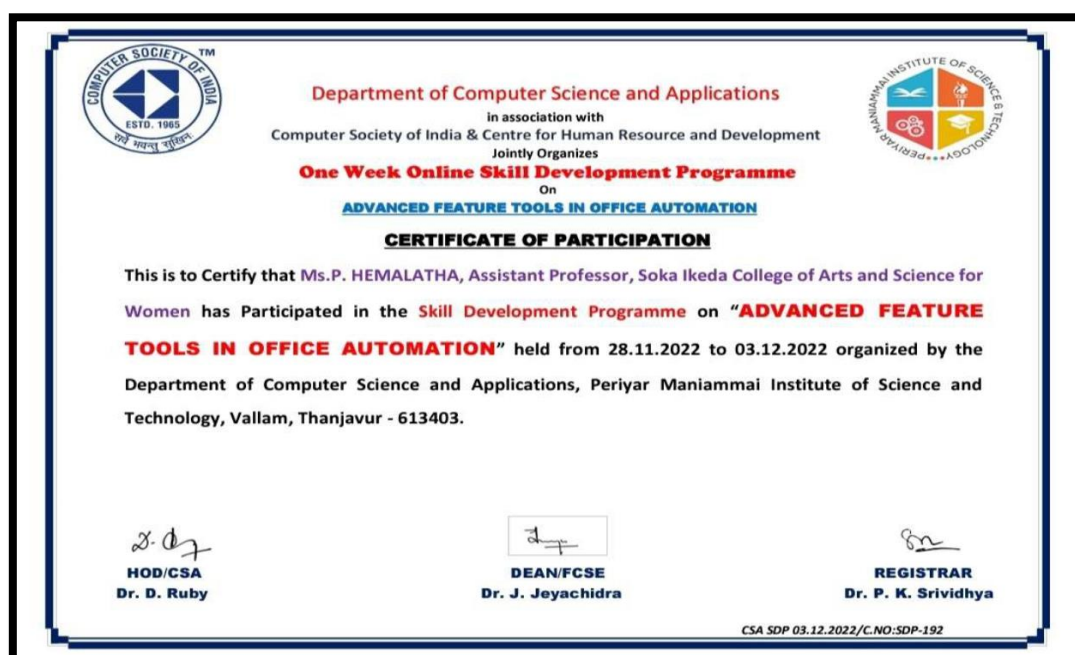 COMPUTER SOCIETY OF INDIA TM
ESTD. 1965
सर्वे भवन्तु सुखिनः
PERIYAR MANIAMMAI INSTITUTE OF SCIENCE & TECHNOLOGY
Department of Computer Science and Applications
in association with
Computer Society of India & Centre for Human Resource and Development
Jointly Organizes
One Week Online Skill Development Programme
On
ADVANCED FEATURE TOOLS IN OFFICE AUTOMATION
CERTIFICATE OF PARTICIPATION
This is to Certify that Ms.P. HEMALATHA, Assistant Professor, Soka Ikeda College of Arts and Science for
Women has Participated in the Skill Development Programme on “ADVANCED FEATURE
TOOLS IN OFFICE AUTOMATION” held from 28.11.2022 to 03.12.2022 organized by the
Department of Computer Science and Applications, Periyar Maniammai Institute of Science and
Technology, Vallam, Thanjavur - 613403.
HOD/CSA
Dr. D. Ruby
DEAN/FCSE
Dr. J. Jeyachidra
REGISTRAR
Dr. P. K. Srividhya
CSA SDP 03.12.2022/C.NO:SDP-192